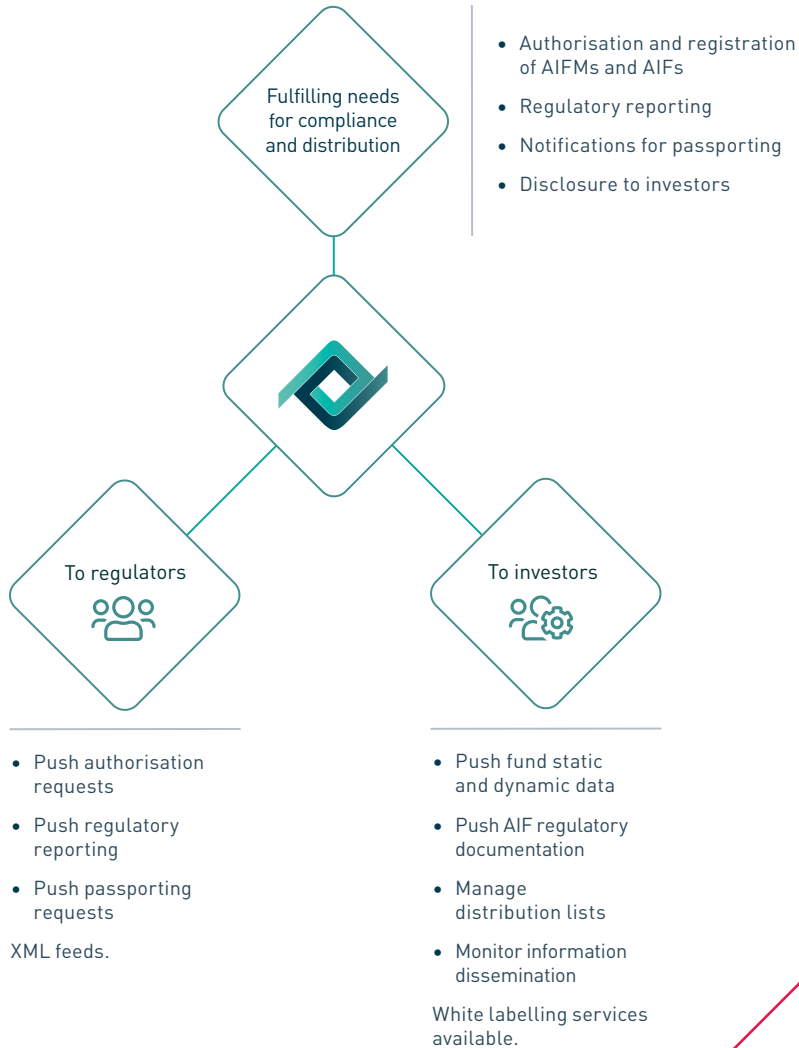 Fulfilling needs
for compliance
and distribution
• Authorisation and registration
of AIFMs and AIFs
• Regulatory reporting
• Notifications for passporting
• Disclosure to investors
To regulators
• Push authorisation
requests
• Push regulatory
reporting
• Push passporting
requests
XML feeds.
To investors
• Push fund static
and dynamic data
• Push AIF regulatory
documentation
• Manage
distribution lists
• Monitor information
dissemination
White labelling services
available.